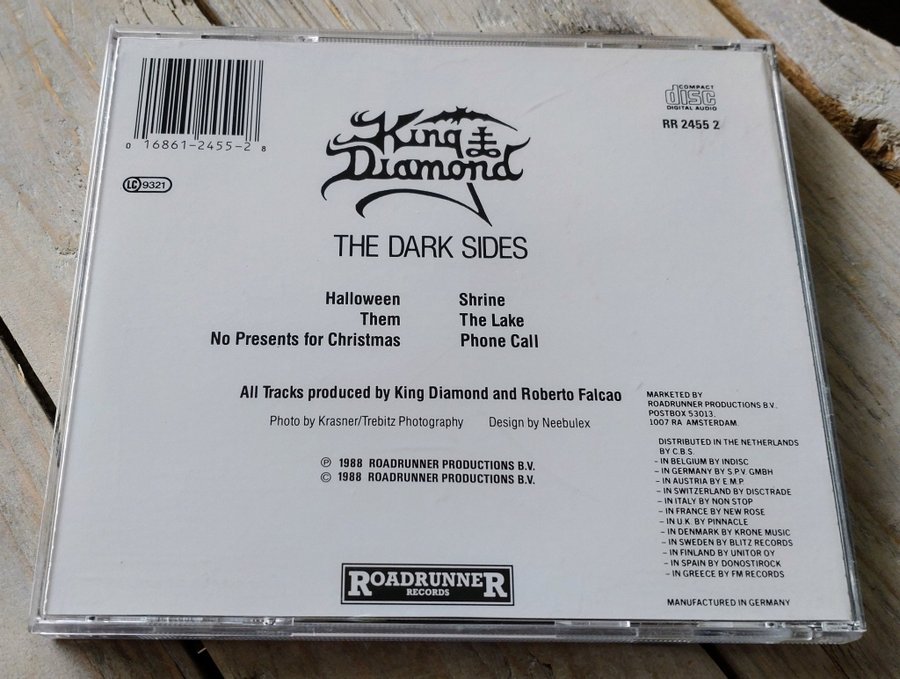 0 16861-2455-2 8
LC 9321
COMPACT
disc
DIGITAL AUDIO
RR 2455 2
King
Diamond
THE DARK SIDES
Halloween
Them
No Presents for Christmas
Shrine
The Lake
Phone Call
All Tracks produced by King Diamond and Roberto Falcao
Photo by Krasner/Trebitz Photography Design by Neebulex
℗ 1988 ROADRUNNER PRODUCTIONS B.V.
© 1988 ROADRUNNER PRODUCTIONS B.V.
MARKETED BY
ROADRUNNER PRODUCTIONS B.V.
POSTBOX 53013.
1007 RA AMSTERDAM.
DISTRIBUTED IN THE NETHERLANDS
BY C.B.S.
– IN BELGIUM BY INDISC
– IN GERMANY BY S.P.V. GMBH
– IN AUSTRIA BY E.M.P.
– IN SWITZERLAND BY DISCTRADE
– IN ITALY BY NON STOP
– IN FRANCE BY NEW ROSE
– IN U.K. BY PINNACLE
– IN DENMARK BY KRONE MUSIC
– IN SWEDEN BY BLITZ RECORDS
– IN FINLAND BY UNITOR OY
– IN SPAIN BY DONOSTIROCK
– IN GREECE BY FM RECORDS
ROADRUNNER
RECORDS
MANUFACTURED IN GERMANY